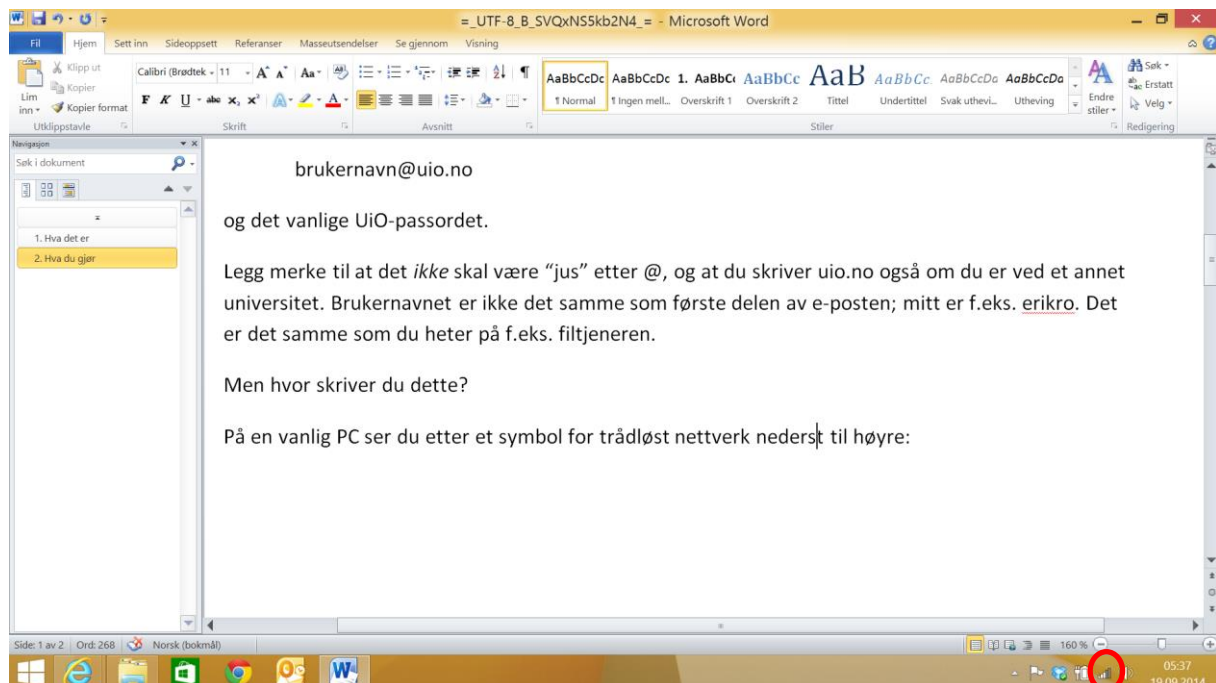 =_UTF-8_B_SVQxNS5kb2N4_= - Microsoft Word
Fil Hjem Sett inn Sideoppsett Referanser Masseutsendelser Se gjennom Visning
Lim inn
Klipp ut
Kopier
Kopier format
Utklippstavle
Calibri (Brødtek 11
F K U abc x, x²
Skrift
Avsnitt
AaBbCcDc AaBbCcDc 1. AaBbCc AaBbCc AaB AaBbCc. AaBbCcDa AaBbCcDa
¶ Normal ¶ Ingen mell... Overskrift 1 Overskrift 2 Tittel Undertittel Svak uthevi... Utheving
Stiler
Endre stiler
Søk
Erstatt
Velg
Redigering
Navigasjon
Søk i dokument
1. Hva det er
2. Hva du gjør
brukernavn@uio.no
og det vanlige UiO-passordet.
Legg merke til at det ikke skal være “jus” etter @, og at du skriver uio.no også om du er ved et annet
universitet. Brukernavnet er ikke det samme som første delen av e-posten; mitt er f.eks. erikro. Det
er det samme som du heter på f.eks. filtjeneren.
Men hvor skriver du dette?
På en vanlig PC ser du etter et symbol for trådløst nettverk nederst til høyre:
Side: 1 av 2 Ord: 268 Norsk (bokmål) 160 %
05:37
19.09.2014